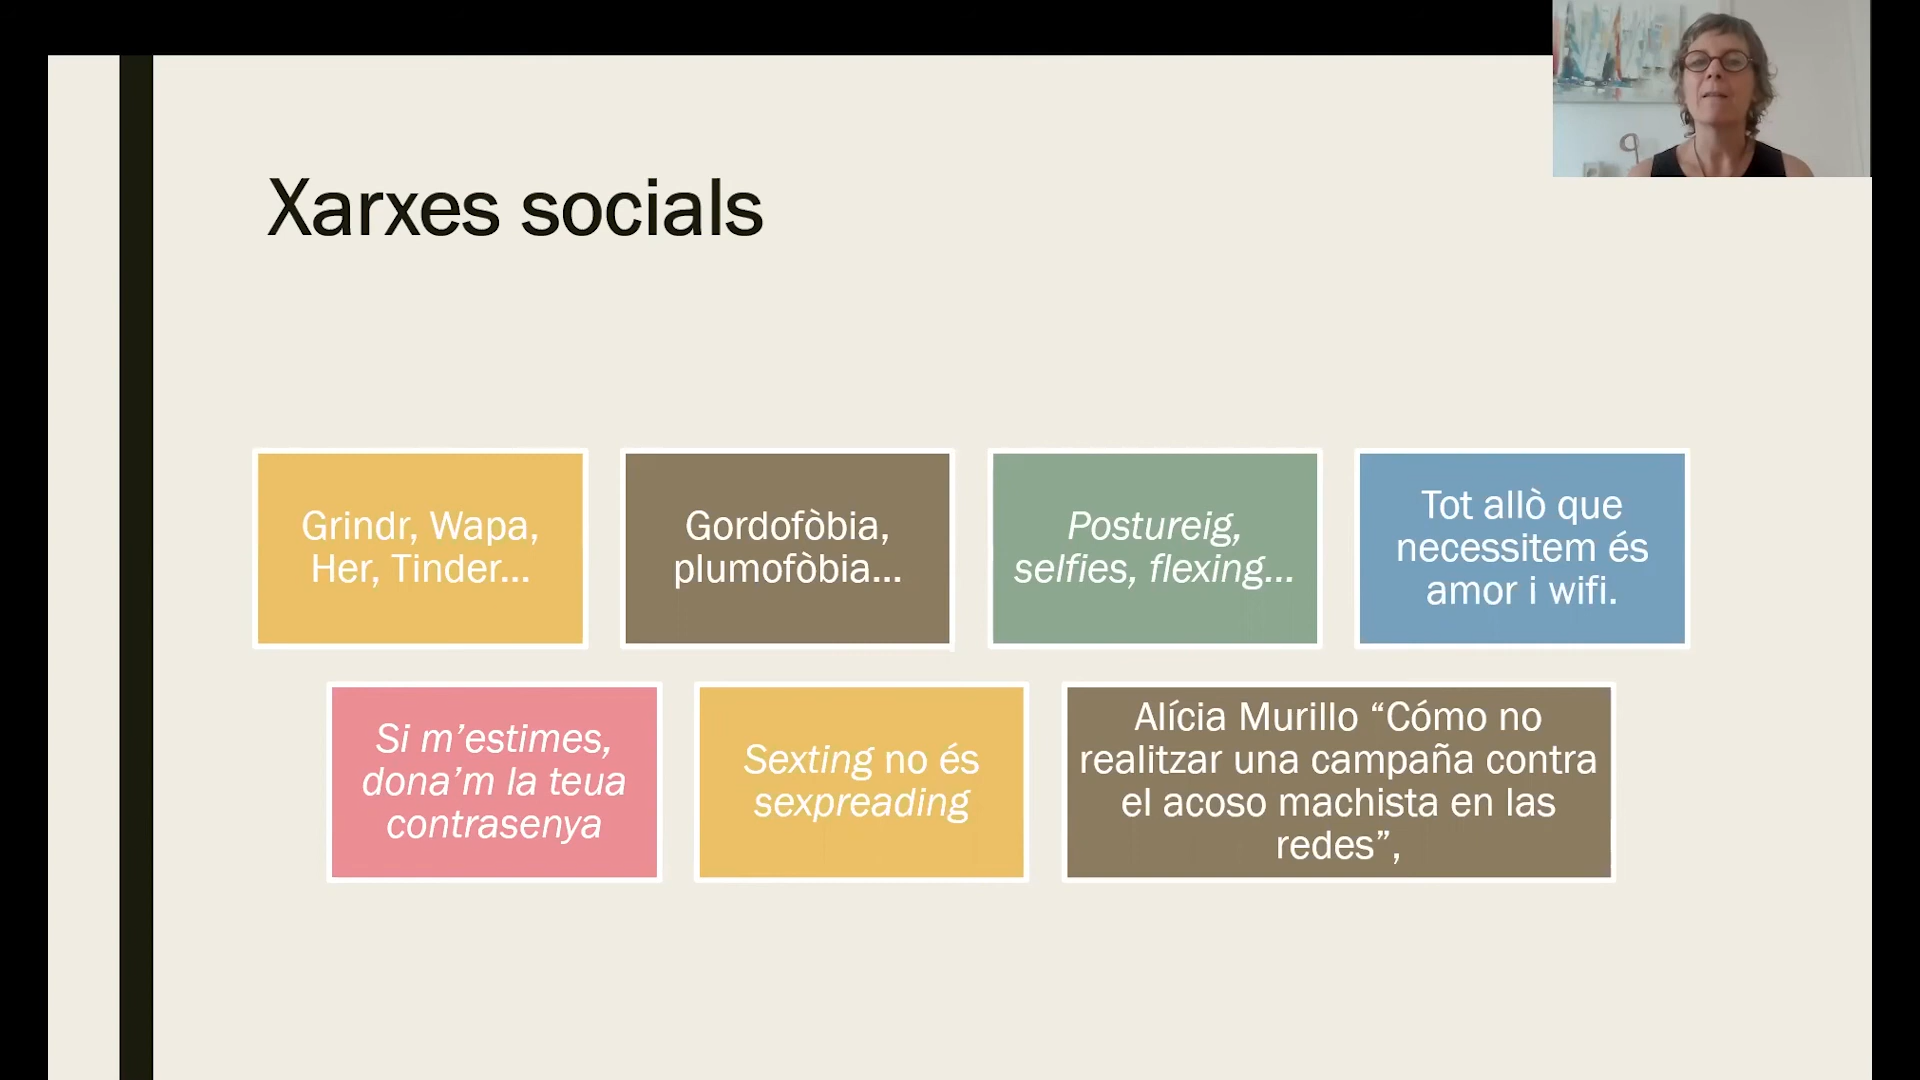 Xarxes socials
Grindr, Wapa,
Her, Tinder...
Gordofòbia,
plumofòbia...
Postureig,
selfies, flexing...
Tot allò que
necessitem és
amor i wifi.
Si m’estimes,
dona’m la teua
contrasenya
Sexting no és
sexpreading
Alícia Murillo “Cómo no
realitzar una campaña contra
el acoso machista en las
redes”,